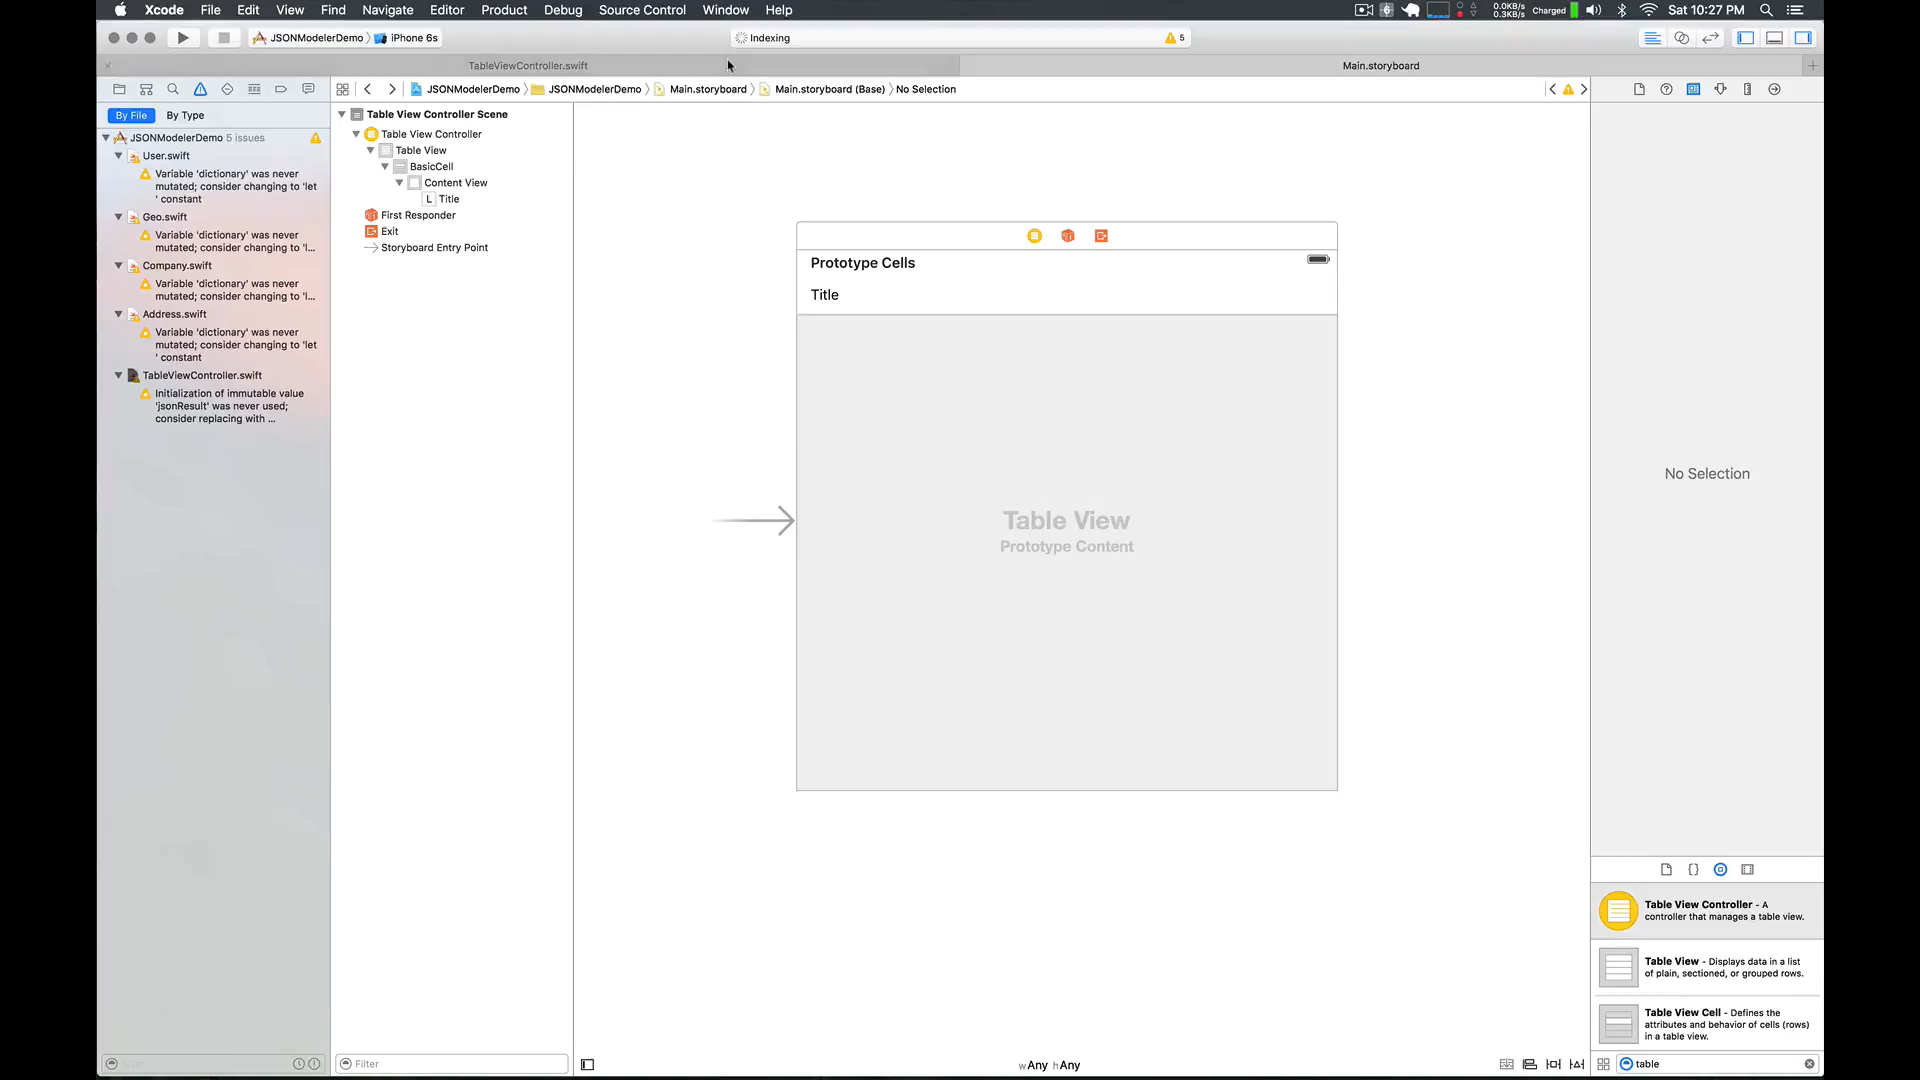 Xcode File Edit View Find Navigate Editor Product Debug Source Control Window Help
0.0KB/s
0.3KB/s
Charged
Sat 10:27 PM
JSONModelerDemo
iPhone 6s
Indexing
5
TableViewController.swift
Main.storyboard
JSONModelerDemo
JSONModelerDemo
Main.storyboard
Main.storyboard (Base)
No Selection
By File
By Type
JSONModelerDemo 5 issues
User.swift
Variable 'dictionary' was never
mutated; consider changing to 'let
' constant
Geo.swift
Variable 'dictionary' was never
mutated; consider changing to 'l...
Company.swift
Variable 'dictionary' was never
mutated; consider changing to 'l...
Address.swift
Variable 'dictionary' was never
mutated; consider changing to 'let
' constant
TableViewController.swift
Initialization of immutable value
'jsonResult' was never used;
consider replacing with ...
Filter
Table View Controller Scene
Table View Controller
Table View
BasicCell
Content View
L Title
First Responder
Exit
Storyboard Entry Point
Filter
Prototype Cells
Title
Table View
Prototype Content
wAny hAny
No Selection
Table View Controller - A
controller that manages a table view.
Table View - Displays data in a list
of plain, sectioned, or grouped rows.
Table View Cell - Defines the
attributes and behavior of cells (rows)
in a table view.
table